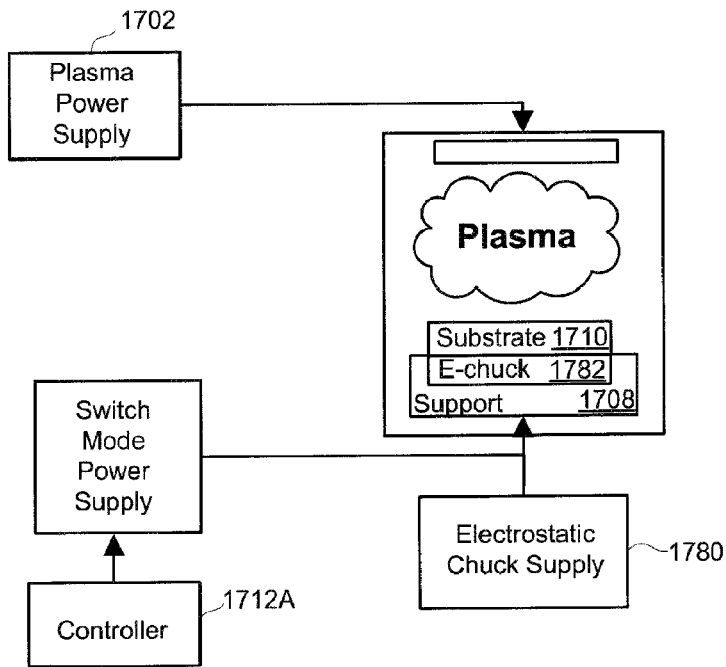 1702
Plasma
Power
Supply
Plasma
Substrate 1710
E-chuck 1782
Support 1708
Switch
Mode
Power
Supply
Electrostatic
Chuck Supply
1780
1712A
Controller